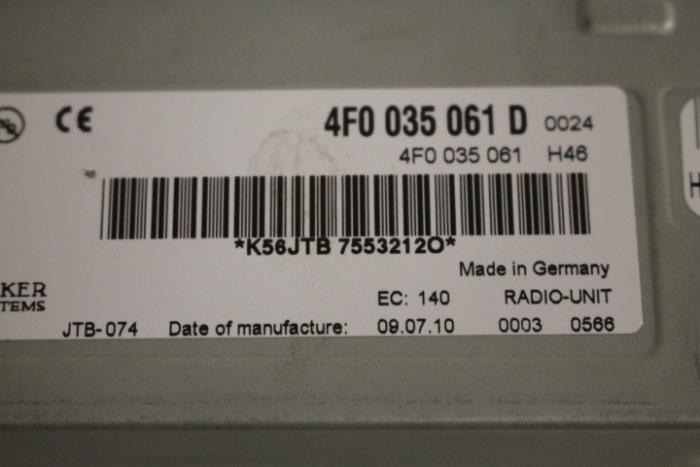 CE 4F0 035 061 D 0024
4F0 035 061 H46
*K56JTB 7553212O*
Made in Germany
KER EC: 140 RADIO-UNIT
TEMS
JTB-074 Date of manufacture: 09.07.10 0003 0566
H